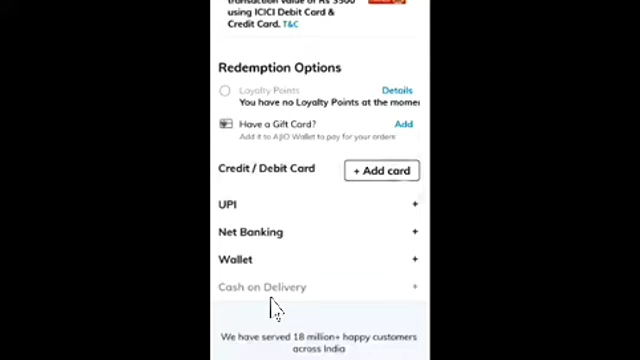 transaction value of Rs 3500
using ICICI Debit Card &
Credit Card. T&C
Redemption Options
Loyalty Points Details
You have no Loyalty Points at the momen
Have a Gift Card? Add
Add it to AJIO Wallet to pay for your orders
Credit / Debit Card + Add card
UPI +
Net Banking +
Wallet +
Cash on Delivery +
We have served 18 million+ happy customers
across India